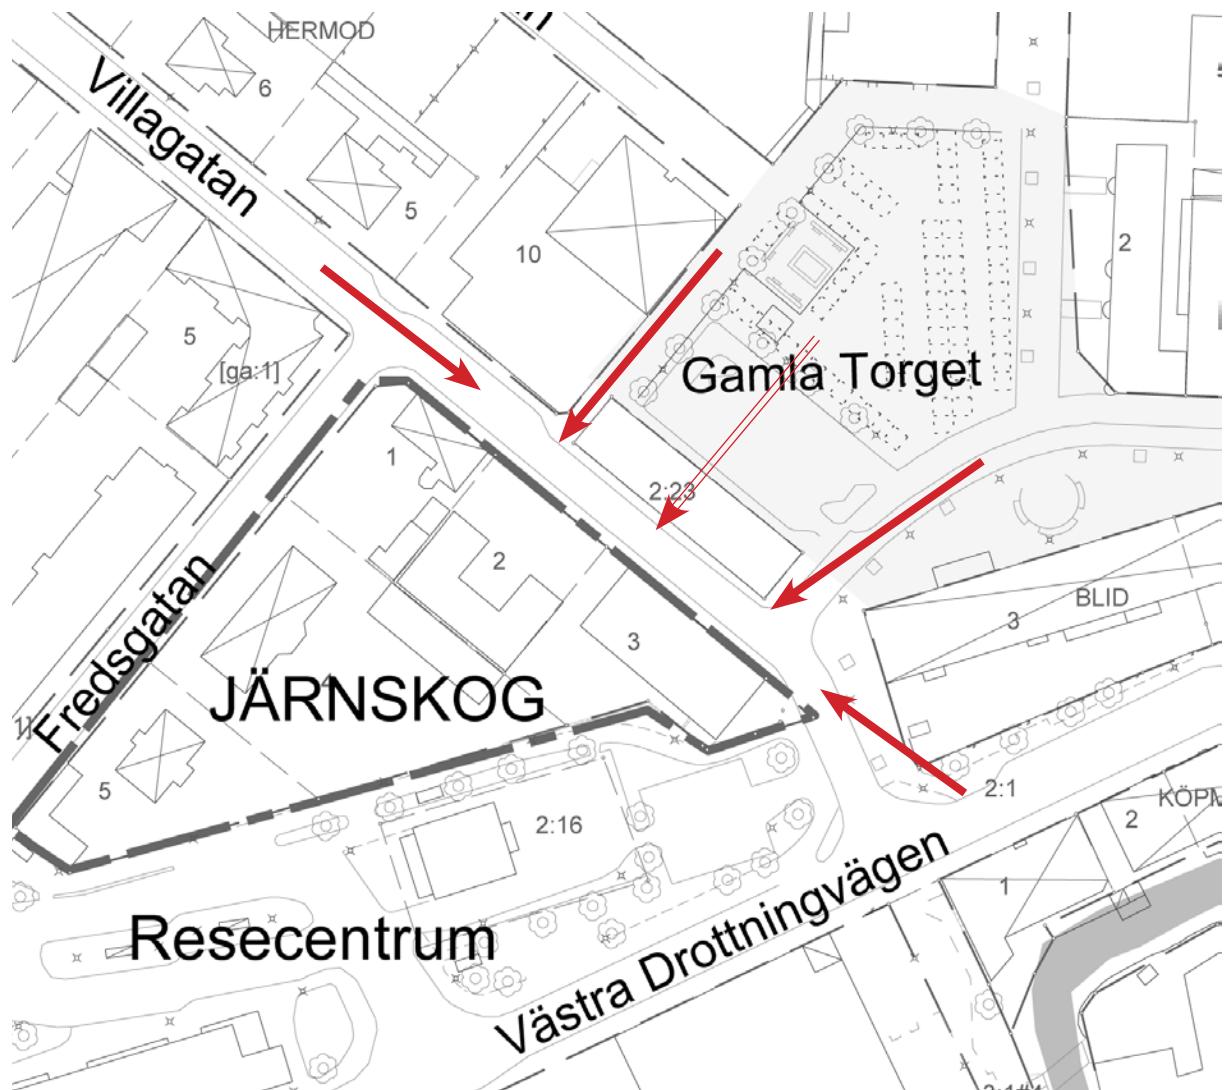 HERMOD
6
Villagatan
5
10
2
5
[ga:1]
Gamla Torget
1
2:23
2
BLID
3
3
Fredsgatan
JÄRNSKOG
4
5
2:1
2:16
KÖPM
2
1
Resecentrum
Västra Drottningvägen